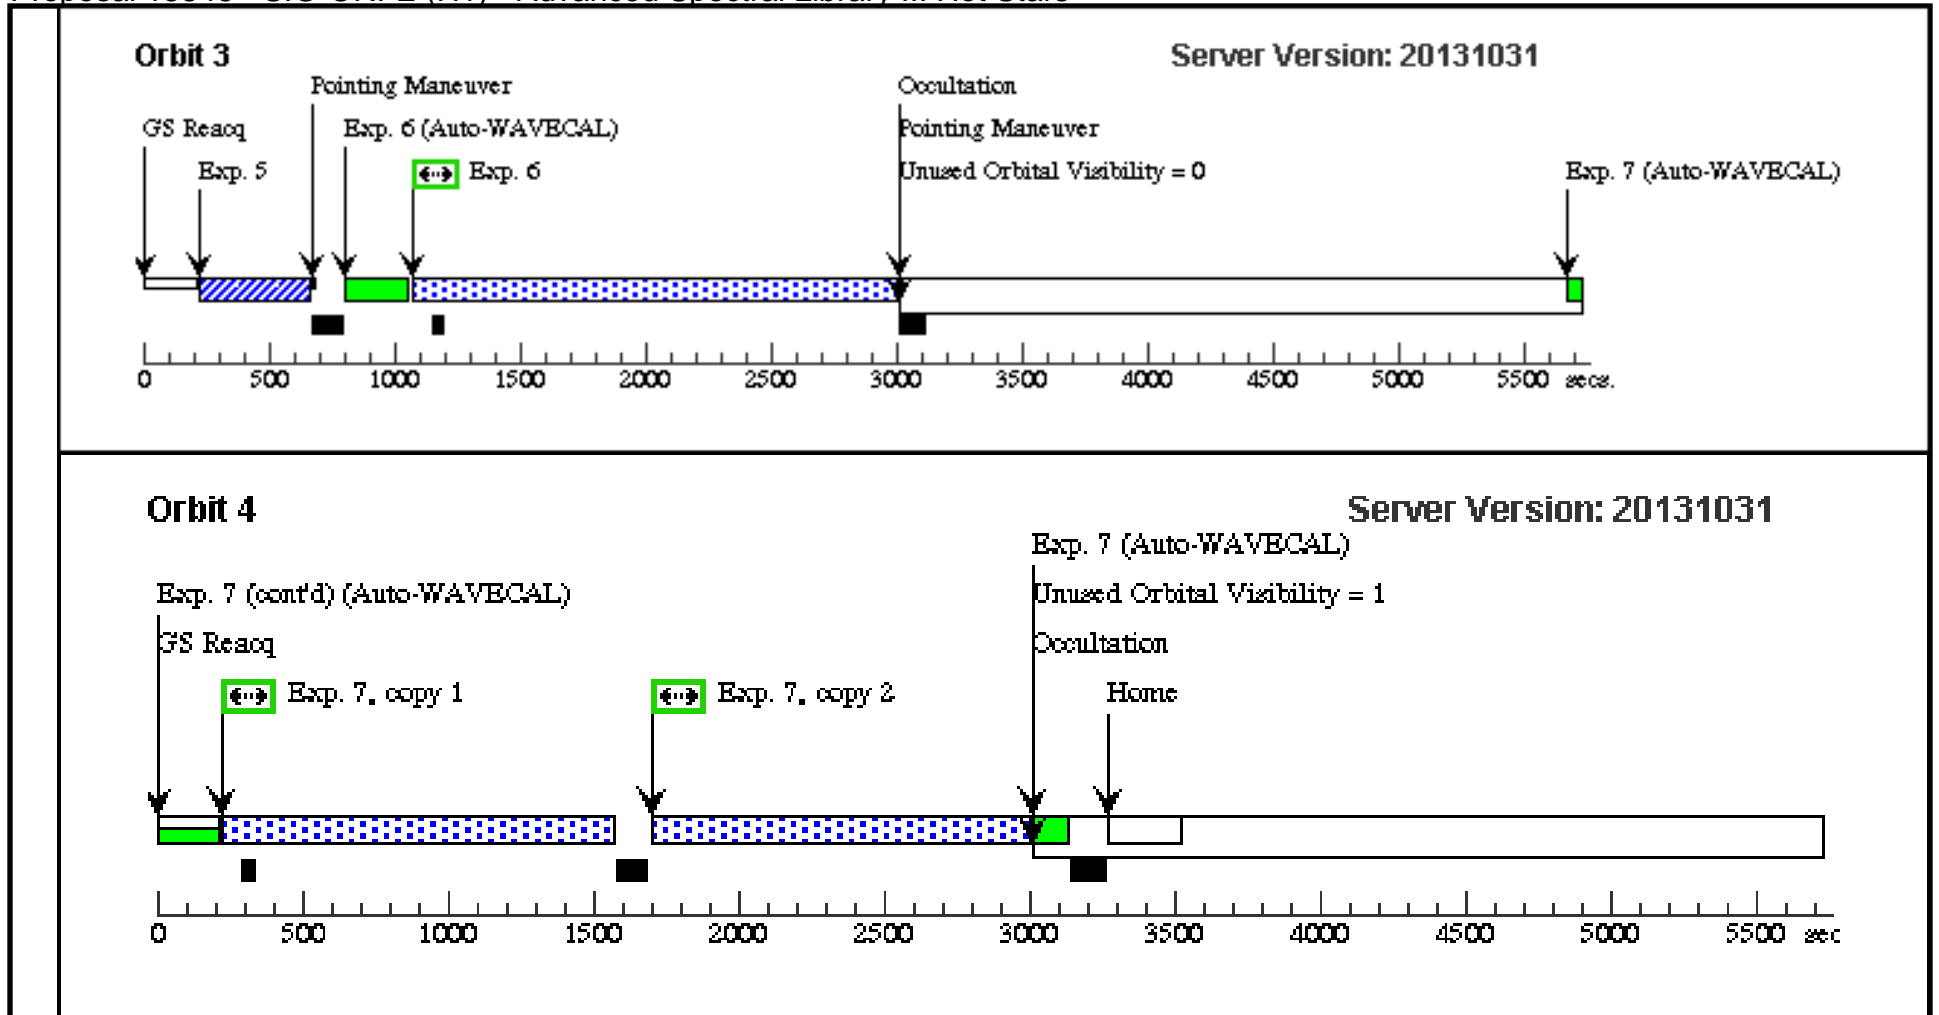 Orbit 3
Server Version: 20131031
Pointing Maneuver
Occultation
GS Reacq
Exp. 6 (Auto-WAVECAL)
Pointing Maneuver
Exp. 5
Exp. 6
Unused Orbital Visibility = 0
Exp. 7 (Auto-WAVECAL)
0 500 1000 1500 2000 2500 3000 3500 4000 4500 5000 5500 secs.
Orbit 4
Server Version: 20131031
Exp. 7 (Auto-WAVECAL)
Exp. 7 (cont'd) (Auto-WAVECAL)
Unused Orbital Visibility = 1
GS Reacq
Occultation
Exp. 7, copy 1
Exp. 7, copy 2
Home
0 500 1000 1500 2000 2500 3000 3500 4000 4500 5000 5500 sec